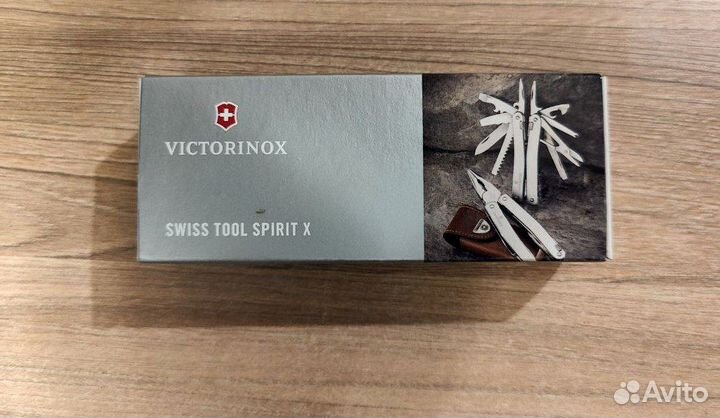 VICTORINOX
SWISS TOOL SPIRIT X
Avito